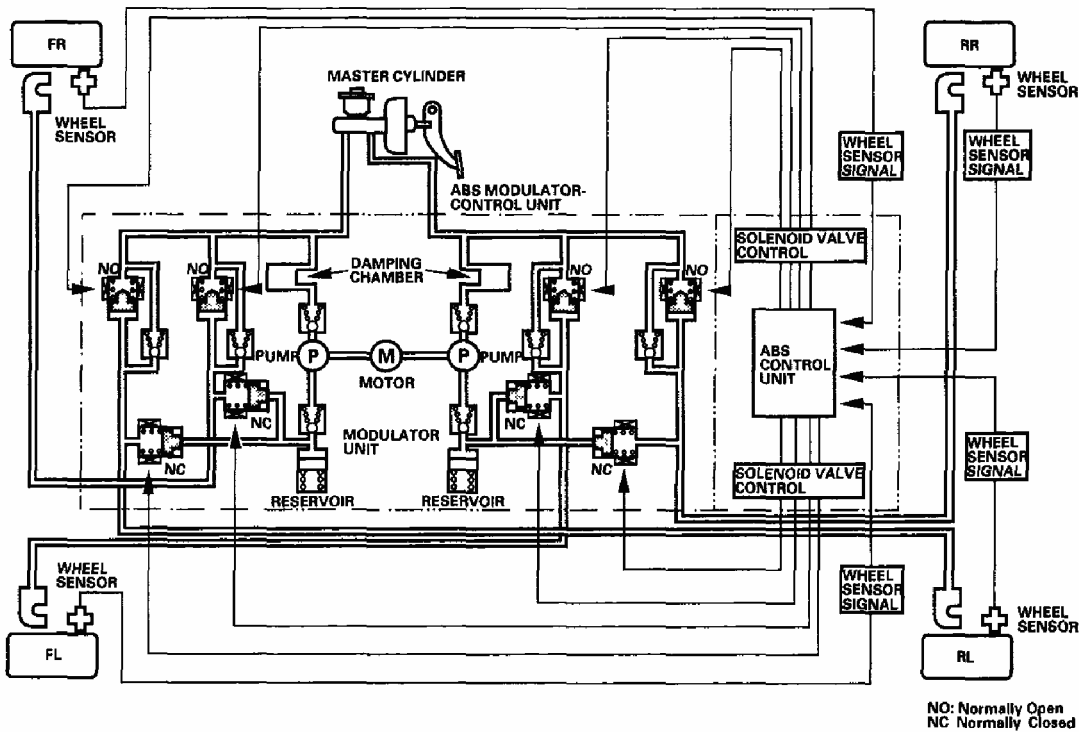 FR
WHEEL
SENSOR
MASTER CYLINDER
RR
WHEEL
SENSOR
WHEEL
SENSOR
SIGNAL
WHEEL
SENSOR
SIGNAL
ABS MODULATOR-
CONTROL UNIT
SOLENOID VALVE
CONTROL
NO
NO
DAMPING
CHAMBER
NO
NO
PUMP
P
M
P
PUMP
MOTOR
ABS
CONTROL
UNIT
NC
NC
MODULATOR
UNIT
NC
NC
WHEEL
SENSOR
SIGNAL
SOLENOID VALVE
CONTROL
RESERVOIR
RESERVOIR
WHEEL
SENSOR
FL
WHEEL
SENSOR
SIGNAL
WHEEL
SENSOR
RL
NO: Normally Open
NC Normally Closed